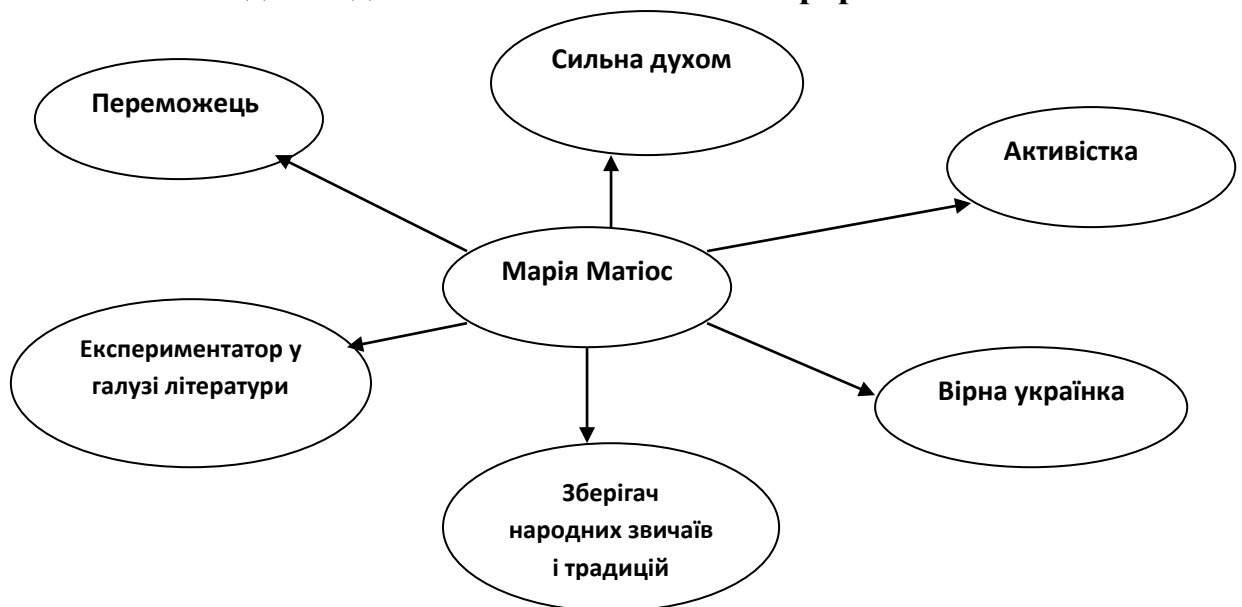 Сильна духом
Переможець
Активістка
Марія Матіос
Експериментатор у
галузі літератури
Вірна українка
Зберігач
народних звичаїв
і традицій